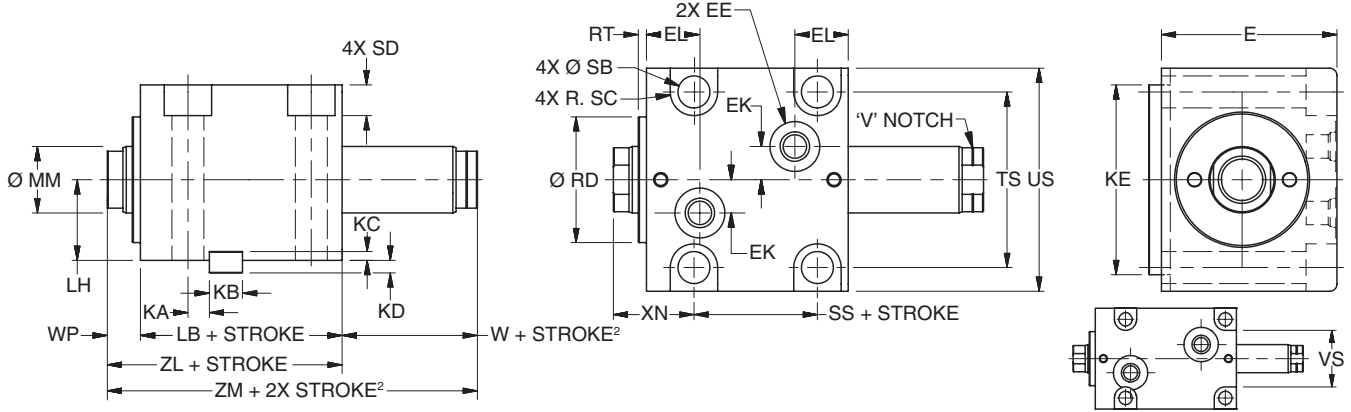 4X SD
Ø MM
LH
KC
KA
KB
KD
WP
LB + STROKE
W + STROKE²
ZL + STROKE
ZM + 2X STROKE²
2X EE
RT
EL
EL
4X Ø SB
4X R. SC
EK
'V' NOTCH
Ø RD
TS
US
EK
XN
SS + STROKE
E
KE
VS